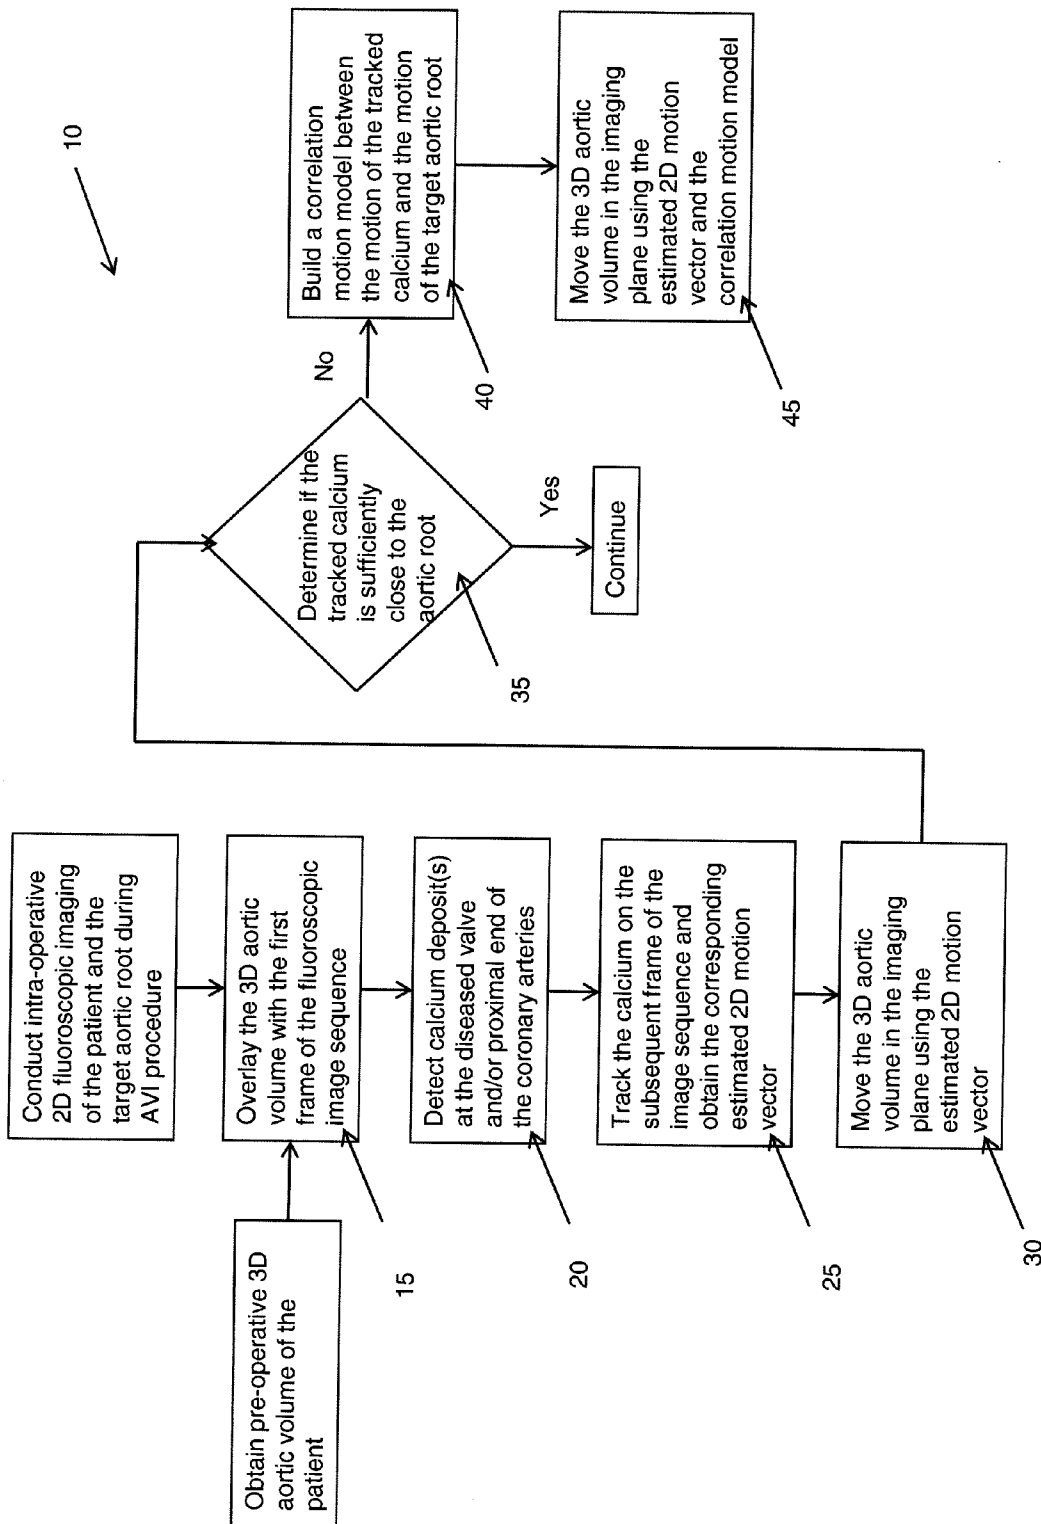 10
Conduct intra-operative
2D fluoroscopic imaging
of the patient and the
target aortic root during
AVI procedure
Obtain pre-operative 3D
aortic volume of the
patient
Overlay the 3D aortic
volume with the first
frame of the fluoroscopic
image sequence
15
Detect calcium deposit(s)
at the diseased valve
and/or proximal end of
the coronary arteries
20
Track the calcium on the
subsequent frame of the
image sequence and
obtain the corresponding
estimated 2D motion
vector
25
Move the 3D aortic
volume in the imaging
plane using the
estimated 2D motion
vector
30
Determine if the
tracked calcium
is sufficiently
close to the
aortic root
35
Yes
Continue
No
Build a correlation
motion model between
the motion of the tracked
calcium and the motion
of the target aortic root
40
Move the 3D aortic
volume in the imaging
plane using the
estimated 2D motion
vector and the
correlation motion model
45